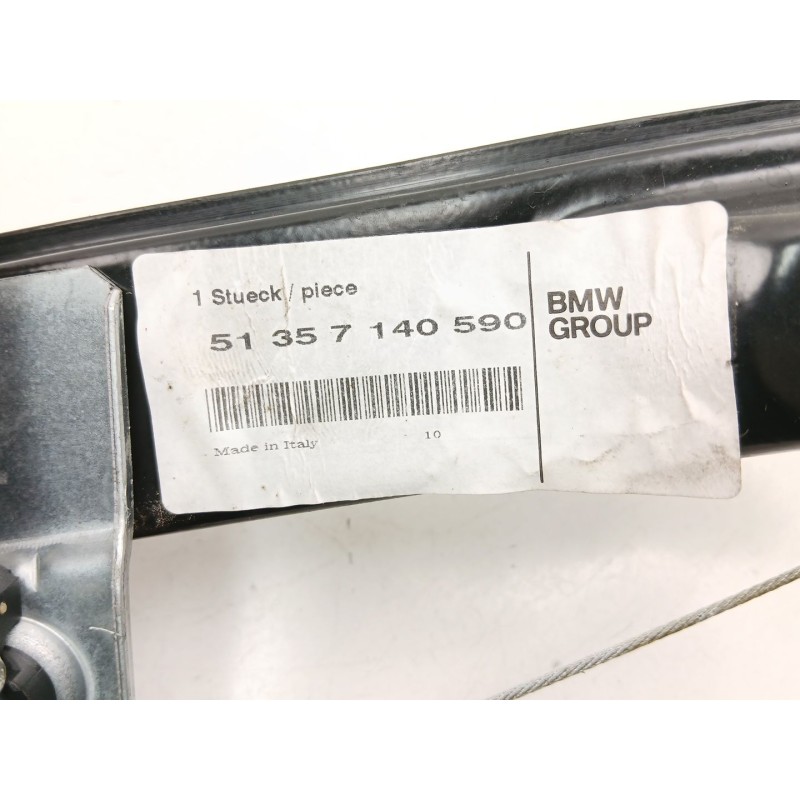 1 Stueck / piece
51 35 7 140 590
Made in Italy 10
BMW
GROUP